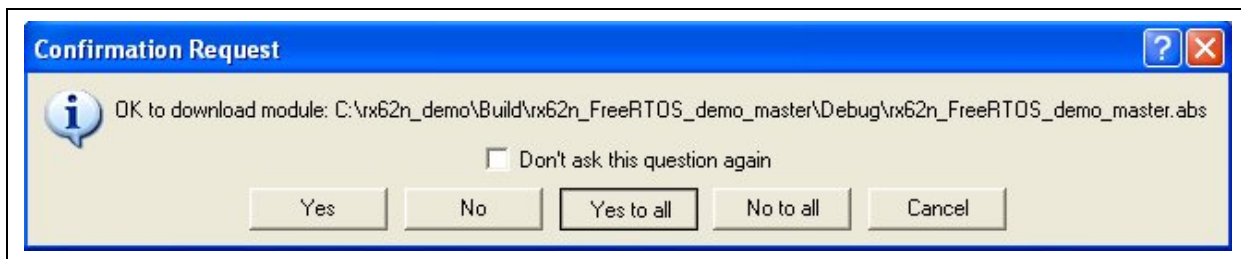 Confirmation Request
OK to download module: C:\rx62n_demo\Build\rx62n_FreeRTOS_demo_master\Debug\rx62n_FreeRTOS_demo_master.abs
Don't ask this question again
Yes No Yes to all No to all Cancel